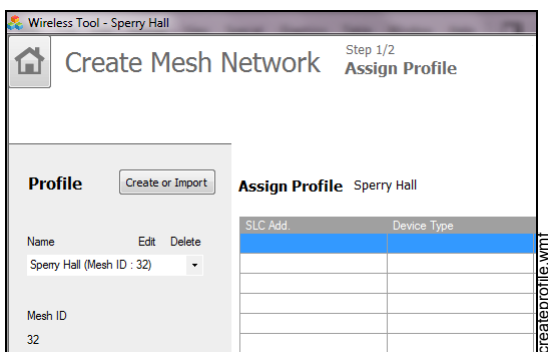 Wireless Tool - Sperry Hall
Create Mesh Network
Step 1/2
Assign Profile
Profile
Create or Import
Name
Edit
Delete
Sperry Hall (Mesh ID : 32)
Mesh ID
32
Assign Profile Sperry Hall
SLC Add.
Device Type
createprofile.wmf